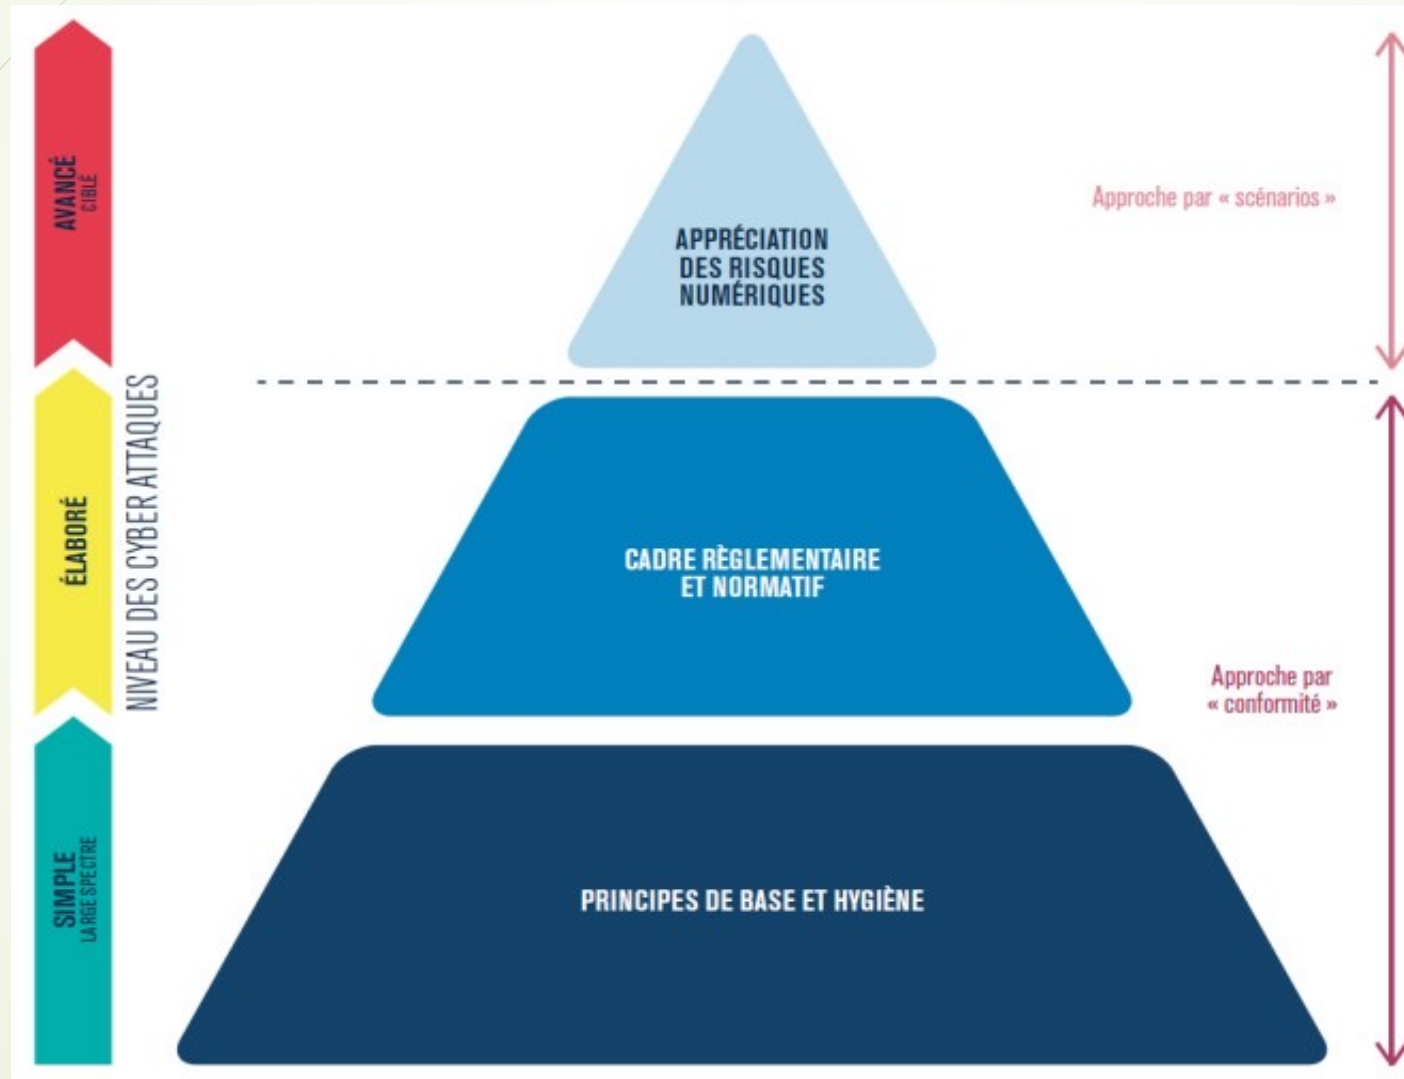 AVANCÉ
CIBLÉ
Approche par « scénarios »
APPRÉCIATION
DES RISQUES
NUMÉRIQUES
NIVEAU DES CYBER ATTAQUES
ÉLABORÉ
CADRE RÈGLEMENTAIRE
ET NORMATIF
Approche par
« conformité »
SIMPLE
LARGE SPECTRE
PRINCIPES DE BASE ET HYGIÈNE